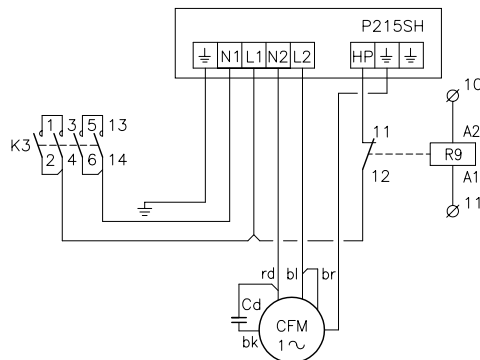 P215SH
N1 L1 N2 L2 HP
10
1 3 5 13
11
A2
K3
R9
2 4 6 14
12
A1
11
rd bl br
Cd
CFM
bk
1~